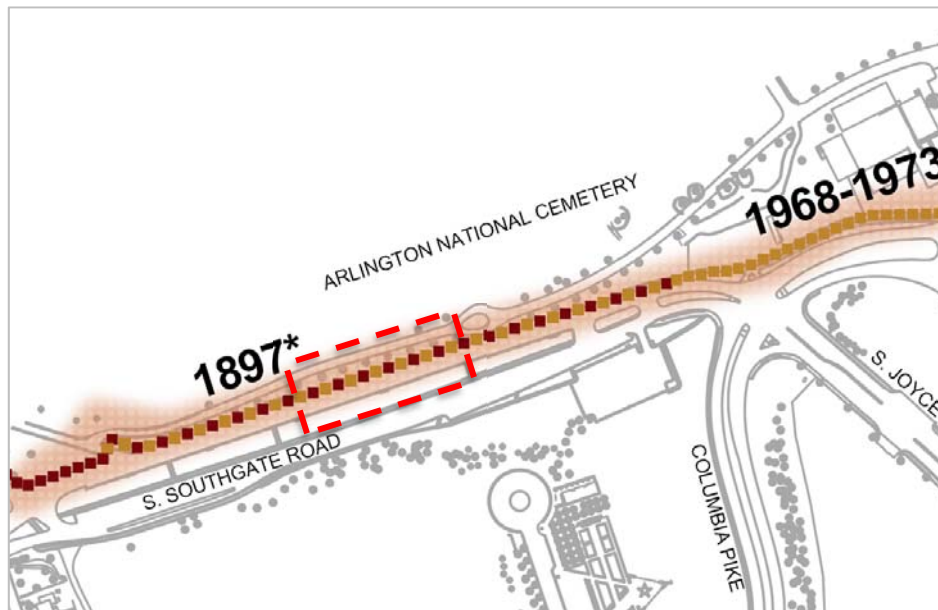 1968-1973
ARLINGTON NATIONAL CEMETERY
1897*
S. JOYCE
S. SOUTHGATE ROAD
COLUMBIA PIKE